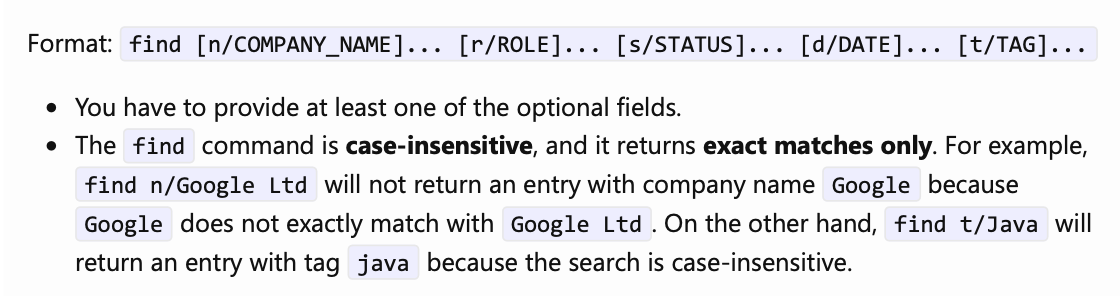 Format: find [n/COMPANY_NAME]... [r/ROLE]... [s/STATUS]... [d/DATE]... [t/TAG]...
• You have to provide at least one of the optional fields.
• The find command is case-insensitive, and it returns exact matches only. For example,
find n/Google Ltd will not return an entry with company name Google because
Google does not exactly match with Google Ltd. On the other hand, find t/Java will
return an entry with tag java because the search is case-insensitive.